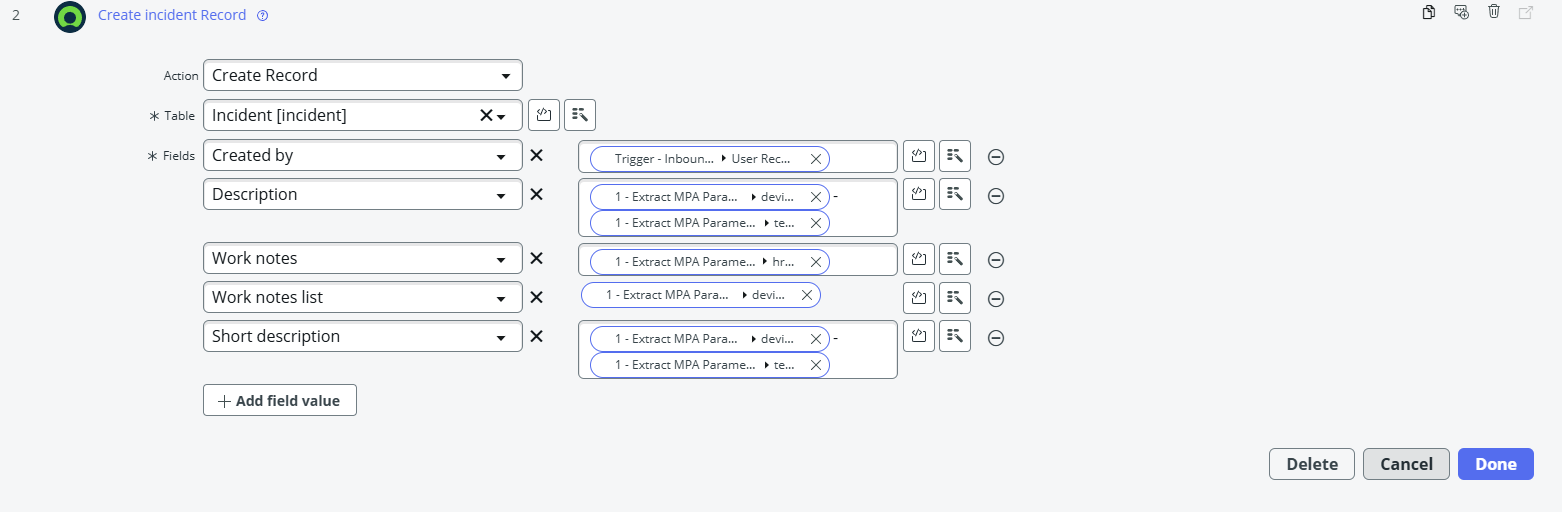 2 Create incident Record
Action Create Record
Table Incident [incident]
Fields Created by Trigger - Inboun... User Rec...
Description 1 - Extract MPA Para... devi... -
1 - Extract MPA Parame... te...
Work notes 1 - Extract MPA Parame... hr...
Work notes list 1 - Extract MPA Para... devi...
Short description 1 - Extract MPA Para... devi... -
1 - Extract MPA Parame... te...
Add field value
Delete Cancel Done